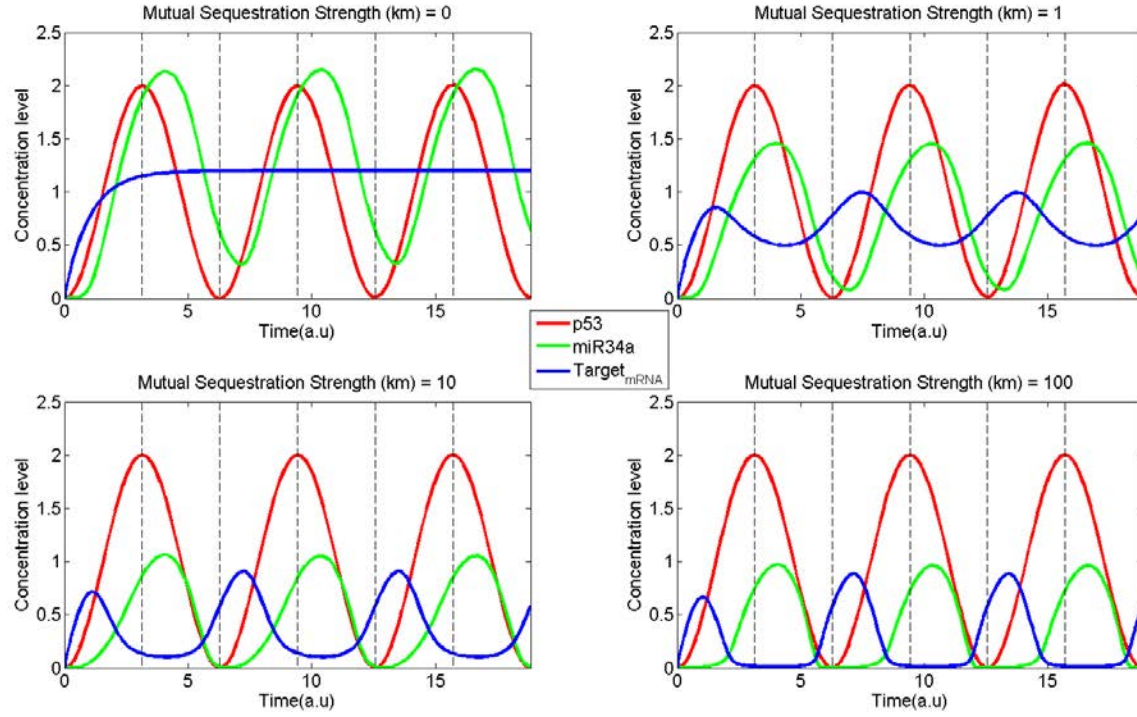 Mutual Sequestration Strength (km) = 0
2.5
2
1.5
1
0.5
0
Concentration level
0 5 10 15
Time(a.u)
Mutual Sequestration Strength (km) = 1
2.5
2
1.5
1
0.5
0
Concentration level
0 5 10 15
Time(a.u)
p53
miR34a
Target mRNA
Mutual Sequestration Strength (km) = 10
2.5
2
1.5
1
0.5
0
Concentration level
0 5 10 15
Time(a.u)
Mutual Sequestration Strength (km) = 100
2.5
2
1.5
1
0.5
0
Concentration level
0 5 10 15
Time(a.u)